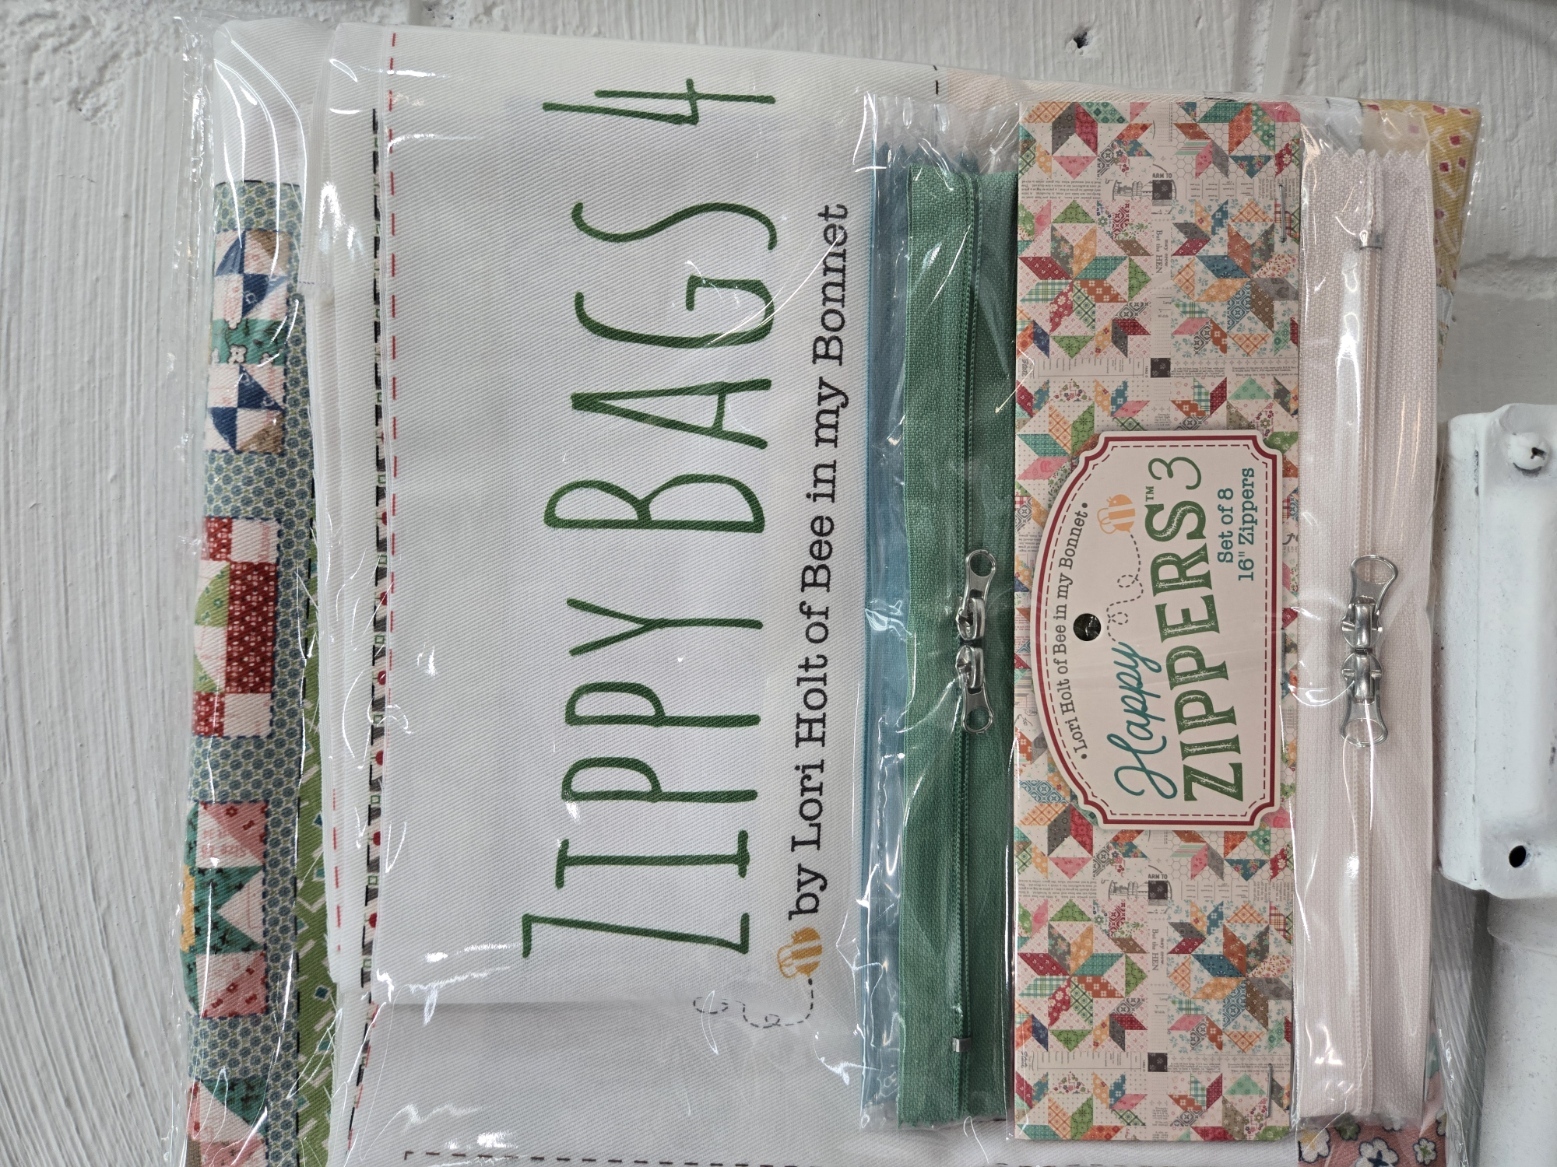 ZIPPY BAGS 4
by Lori Holt of Bee in my Bonnet
•Lori Holt of Bee in my Bonnet•
Happy
ZIPPERS™ 3
Set of 8
16" Zippers